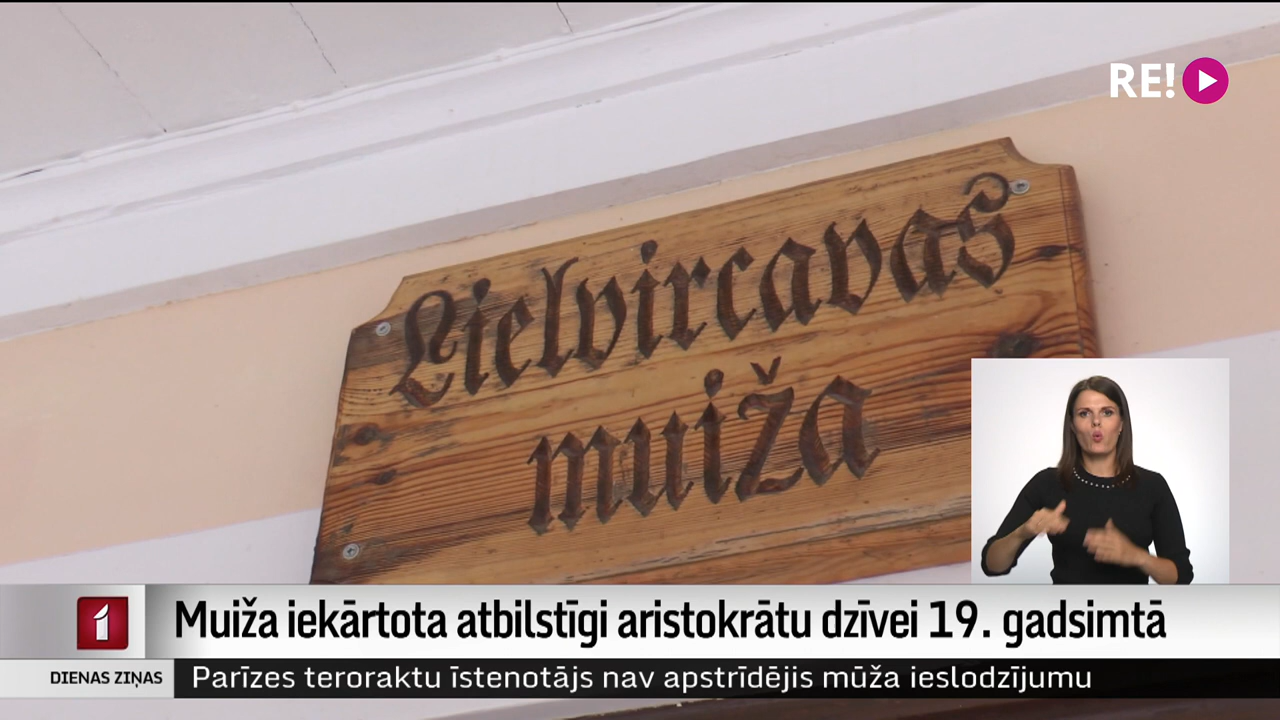 RE!
Lielvircavas
muiža
1 Muiža iekārtota atbilstīgi aristokrātu dzīvei 19. gadsimtā
DIENAS ZIŅAS Parīzes teroraktu īstenotājs nav apstrīdējis mūža ieslodzījumu